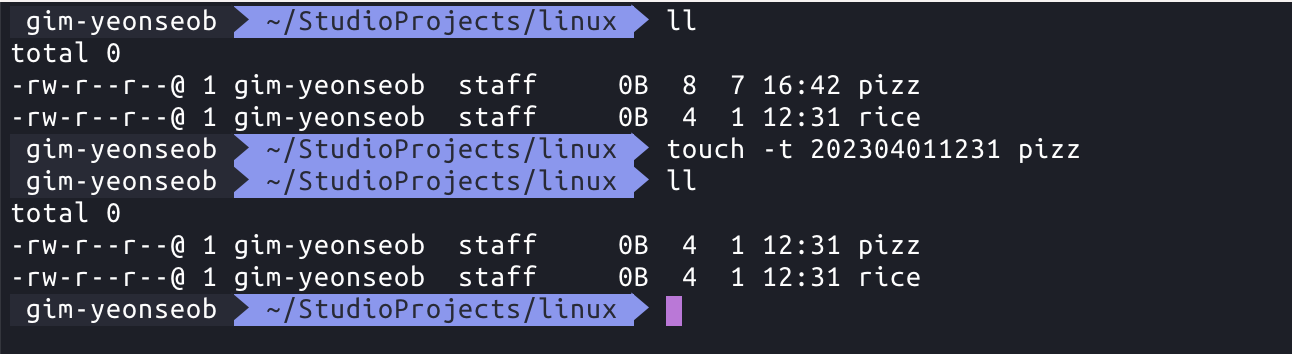 gim-yeonseob ~/StudioProjects/linux ll
total 0
-rw-r--r--@ 1 gim-yeonseob  staff     0B  8  7 16:42 pizz
-rw-r--r--@ 1 gim-yeonseob  staff     0B  4  1 12:31 rice
gim-yeonseob ~/StudioProjects/linux touch -t 202304011231 pizz
gim-yeonseob ~/StudioProjects/linux ll
total 0
-rw-r--r--@ 1 gim-yeonseob  staff     0B  4  1 12:31 pizz
-rw-r--r--@ 1 gim-yeonseob  staff     0B  4  1 12:31 rice
gim-yeonseob ~/StudioProjects/linux